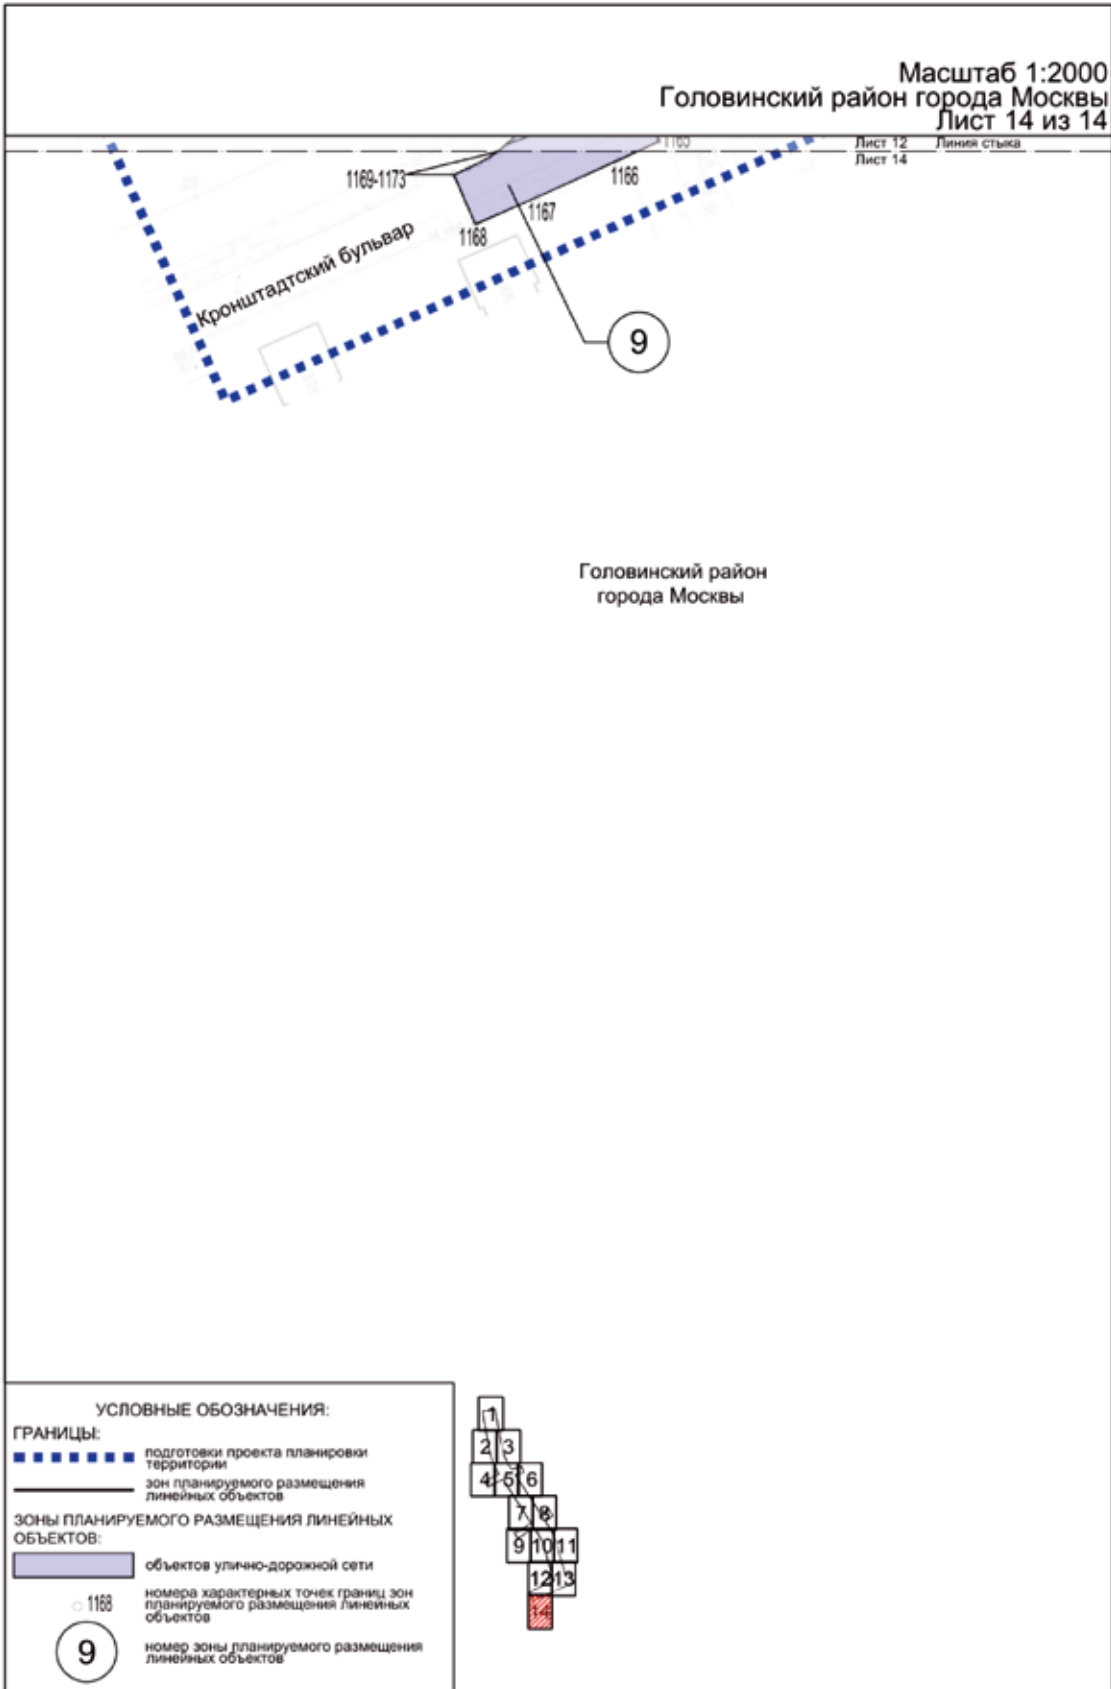 Масштаб 1:2000
Головинский район города Москвы
Лист 14 из 14
1165
Лист 12 Линия стыка
Лист 14
1169-1173
1166
1167
1168
Кронштадтский бульвар
9
Головинский район
города Москвы
УСЛОВНЫЕ ОБОЗНАЧЕНИЯ:
ГРАНИЦЫ:
подготовки проекта планировки
территории
зон планируемого размещения
линейных объектов
ЗОНЫ ПЛАНИРУЕМОГО РАЗМЕЩЕНИЯ ЛИНЕЙНЫХ
ОБЪЕКТОВ:
объектов улично-дорожной сети
1168
номера характерных точек границ зон
планируемого размещения линейных
объектов
9
номер зоны планируемого размещения
линейных объектов
1
2 3
4 5 6
7 8
9 10 11
12 13
14